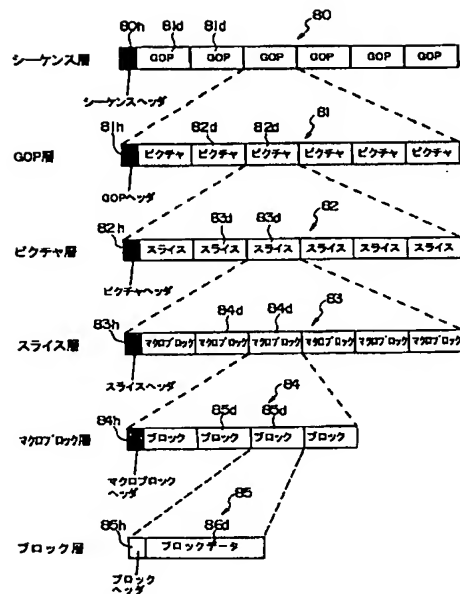 80h 81d 81d 80
シーケンス層 GOP GOP GOP GOP GOP GOP
シーケンスヘッダ
81h 82d 82d 81
GOP層 ピクチャ ピクチャ ピクチャ ピクチャ ピクチャ ピクチャ
GOPヘッダ
82h 83d 83d 82
ピクチャ層 スライス スライス スライス スライス スライス スライス
ピクチャヘッダ
83h 84d 84d 83
スライス層 マクロブロック マクロブロック マクロブロック マクロブロック マクロブロック マクロブロック
スライスヘッダ
84h 85d 85d 84
マクロブロック層 ブロック ブロック ブロック ブロック
マクロブロック
ヘッダ
85h 86d 85
ブロック層 ブロックデータ
ブロック
ヘッダ